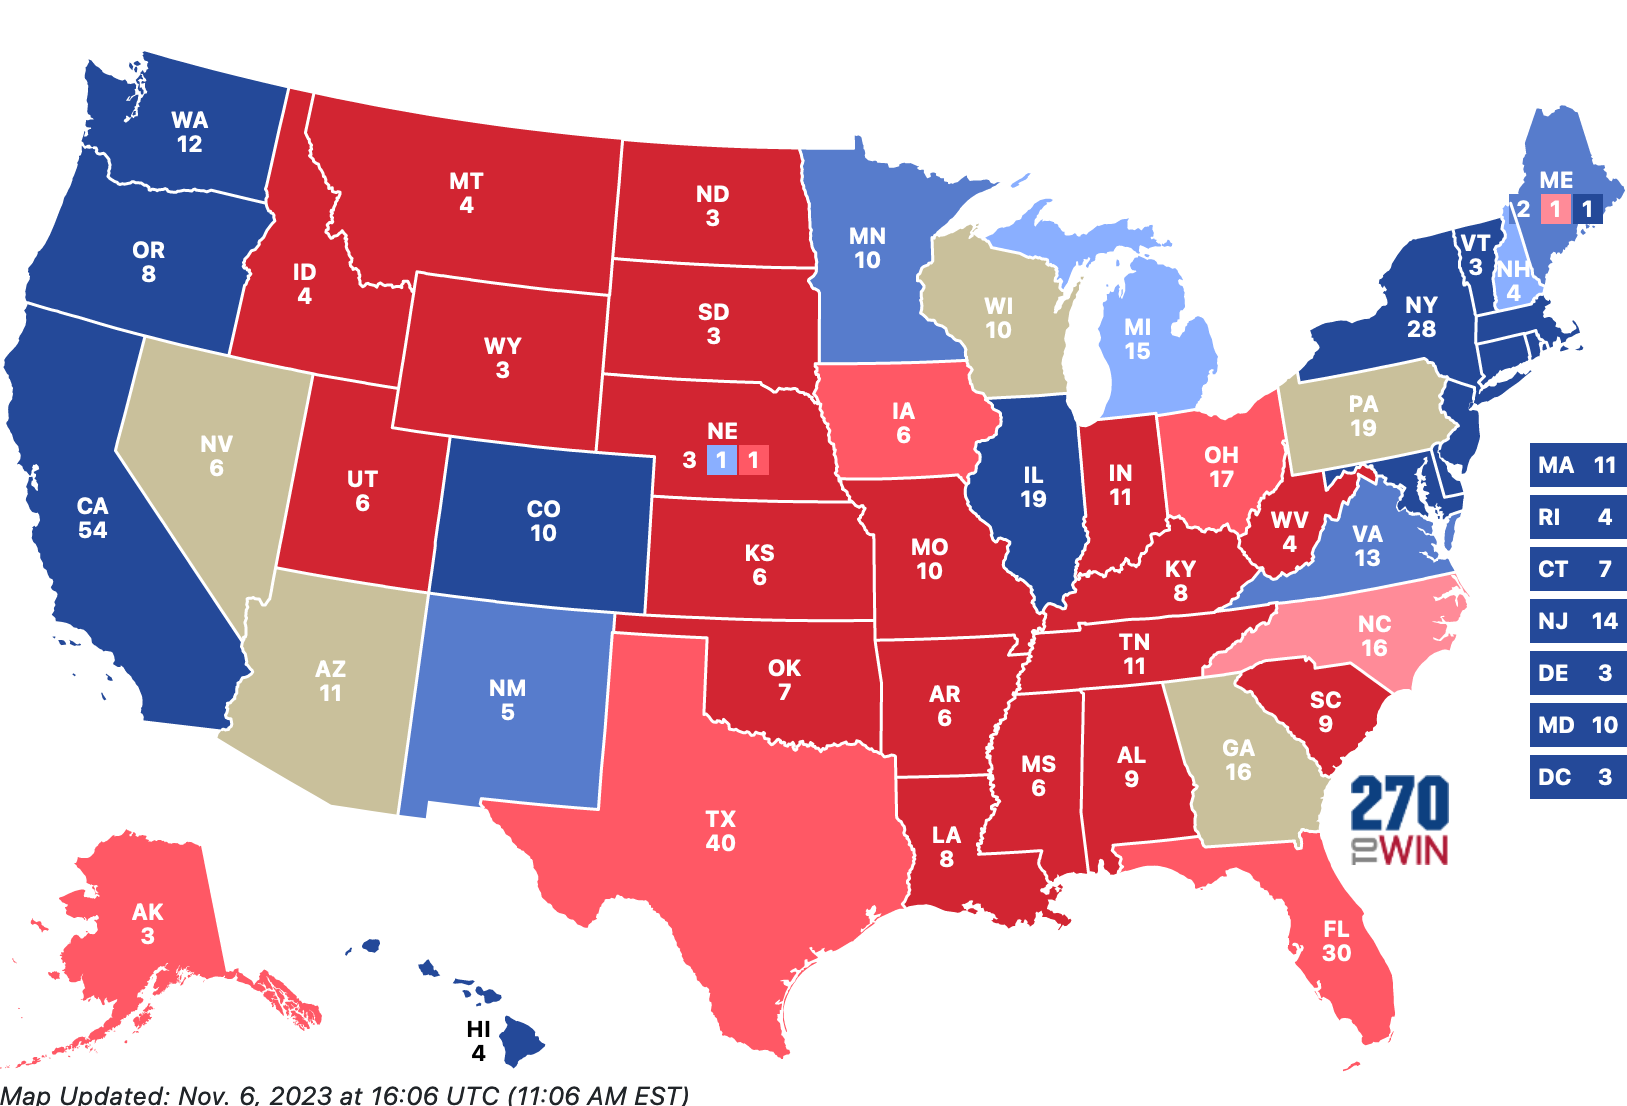 WA
12
OR
8
CA
54
NV
6
ID
4
MT
4
WY
3
UT
6
AZ
11
CO
10
NM
5
ND
3
SD
3
NE
3 1 1
KS
6
OK
7
TX
40
MN
10
IA
6
MO
10
AR
6
LA
8
WI
10
IL
19
MI
15
IN
11
OH
17
KY
8
TN
11
MS
6
AL
9
GA
16
FL
30
SC
9
NC
16
VA
13
WV
4
PA
19
NY
28
VT
3
NH
4
ME
2 1 1
MA 11
RI 4
CT 7
NJ 14
DE 3
MD 10
DC 3
AK
3
HI
4
270
TO WIN
Map Updated: Nov. 6, 2023 at 16:06 UTC (11:06 AM EST)